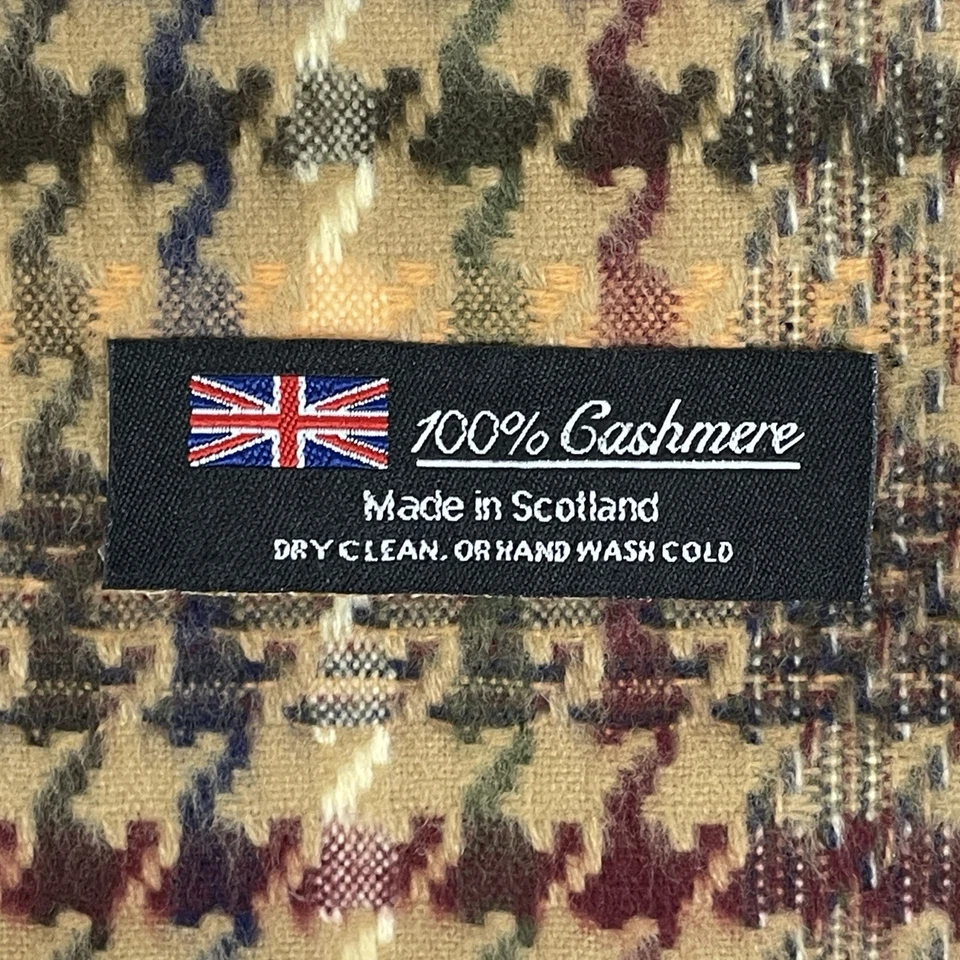 100% Cashmere
Made in Scotland
DRY CLEAN. OR HAND WASH COLD